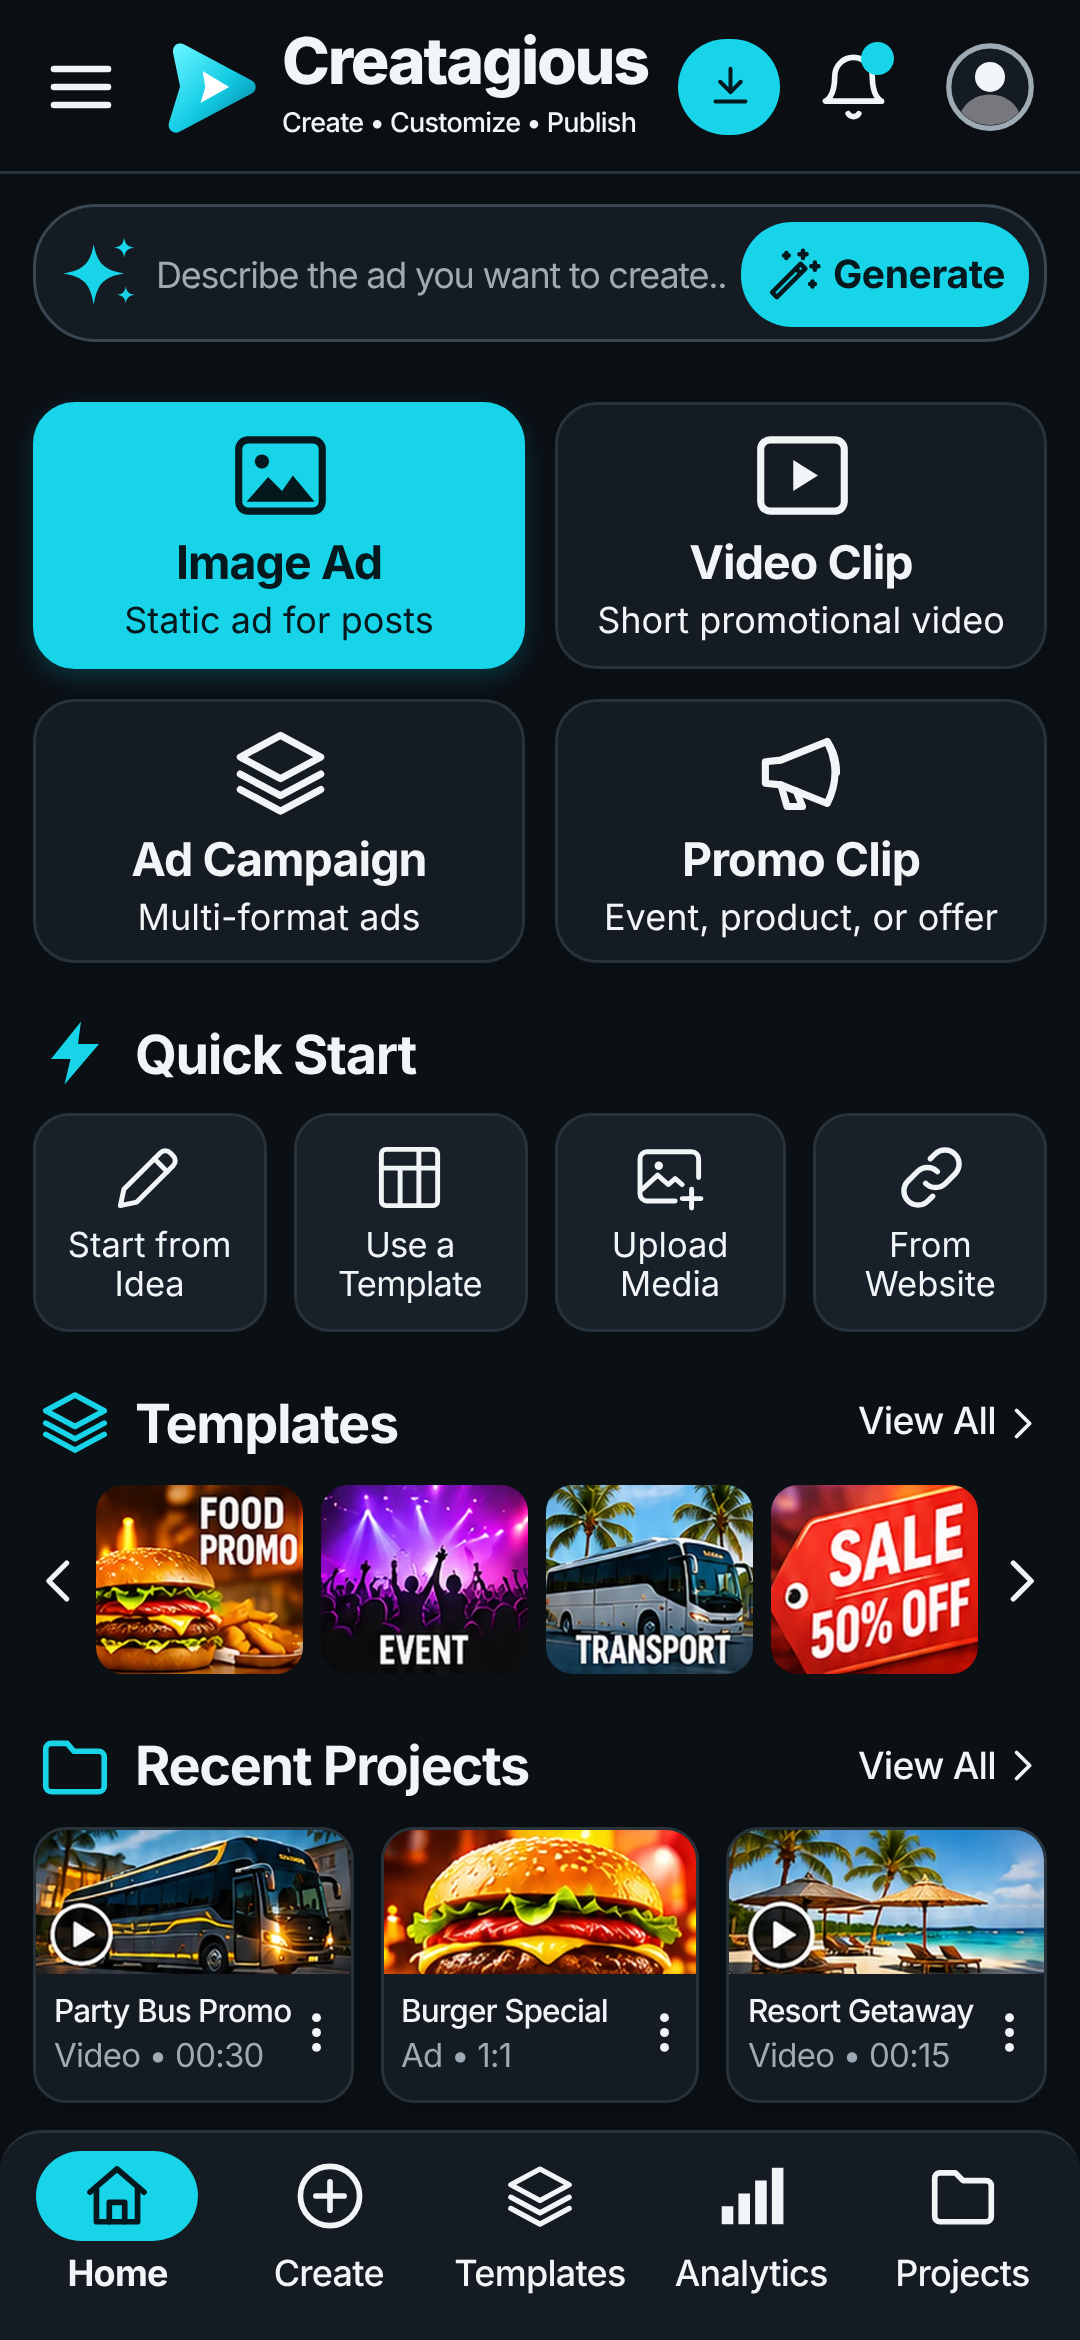 Creatagious
Create • Customize • Publish
Describe the ad you want to create..
Generate
Image Ad
Static ad for posts
Video Clip
Short promotional video
Ad Campaign
Multi-format ads
Promo Clip
Event, product, or offer
Quick Start
Start from
Idea
Use a
Template
Upload
Media
From
Website
Templates
View All
FOOD
PROMO
EVENT
TRANSPORT
SALE
50% OFF
Recent Projects
View All
Party Bus Promo
Video • 00:30
Burger Special
Ad • 1:1
Resort Getaway
Video • 00:15
Home
Create
Templates
Analytics
Projects